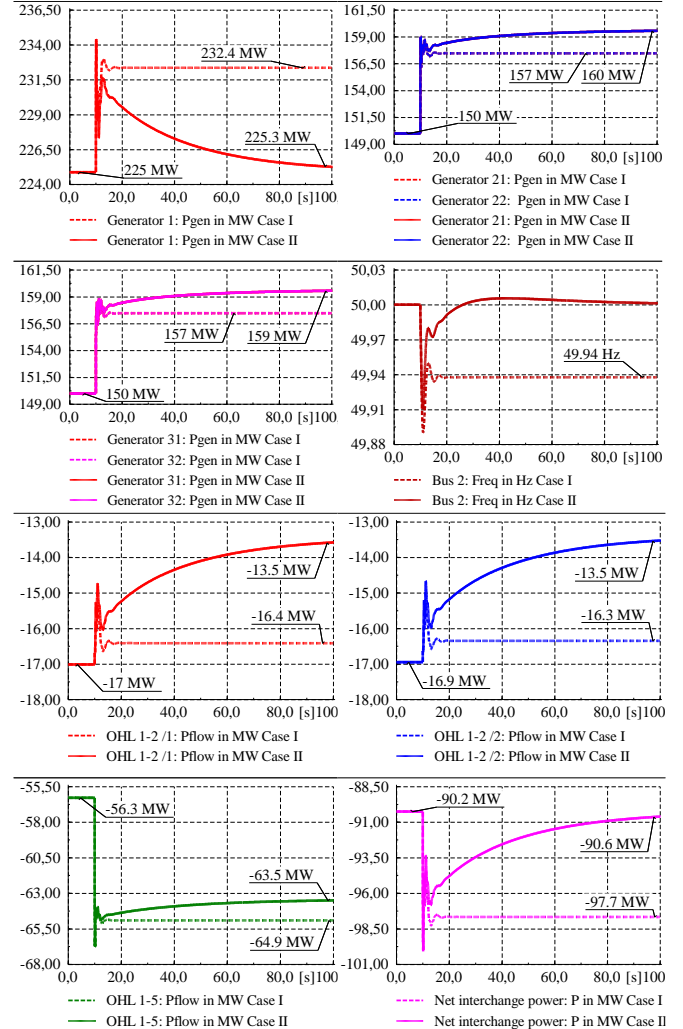 236,50
234,00
231,50
229,00
226,50
224,00
232.4 MW
225.3 MW
225 MW
0,0 20,0 40,0 60,0 80,0 [s]100
Generator 1: Pgen in MW Case I
Generator 1: Pgen in MW Case II
161,50
159,00
156,50
154,00
151,50
149,00
157 MW
160 MW
150 MW
0,0 20,0 40,0 60,0 80,0 [s]100
Generator 21: Pgen in MW Case I
Generator 22: Pgen in MW Case I
Generator 21: Pgen in MW Case II
Generator 22: Pgen in MW Case II
161,50
159,00
156,50
154,00
151,50
149,00
157 MW
159 MW
150 MW
0,0 20,0 40,0 60,0 80,0 [s]100
Generator 31: Pgen in MW Case I
Generator 32: Pgen in MW Case I
Generator 31: Pgen in MW Case II
Generator 32: Pgen in MW Case II
50,03
50,00
49,97
49,94
49,91
49,88
49.94 Hz
0,0 20,0 40,0 60,0 80,0 [s]100
Bus 2: Freq in Hz Case I
Bus 2: Freq in Hz Case II
-13,00
-14,00
-15,00
-16,00
-17,00
-18,00
-13.5 MW
-16.4 MW
-17 MW
0,0 20,0 40,0 60,0 80,0 [s]100
OHL 1-2 /1: Pflow in MW Case I
OHL 1-2 /1: Pflow in MW Case II
-13,00
-14,00
-15,00
-16,00
-17,00
-18,00
-13.5 MW
-16.3 MW
-16.9 MW
0,0 20,0 40,0 60,0 80,0 [s]100
OHL 1-2 /2: Pflow in MW Case I
OHL 1-2 /2: Pflow in MW Case II
-55,50
-58,00
-60,50
-63,00
-65,50
-68,00
-56.3 MW
-63.5 MW
-64.9 MW
0,0 20,0 40,0 60,0 80,0 [s]100
OHL 1-5: Pflow in MW Case I
OHL 1-5: Pflow in MW Case II
-88,50
-91,00
-93,50
-96,00
-98,50
-101,00
-90.2 MW
-90.6 MW
-97.7 MW
0,0 20,0 40,0 60,0 80,0 [s]100
Net interchange power: P in MW Case I
Net interchange power: P in MW Case II